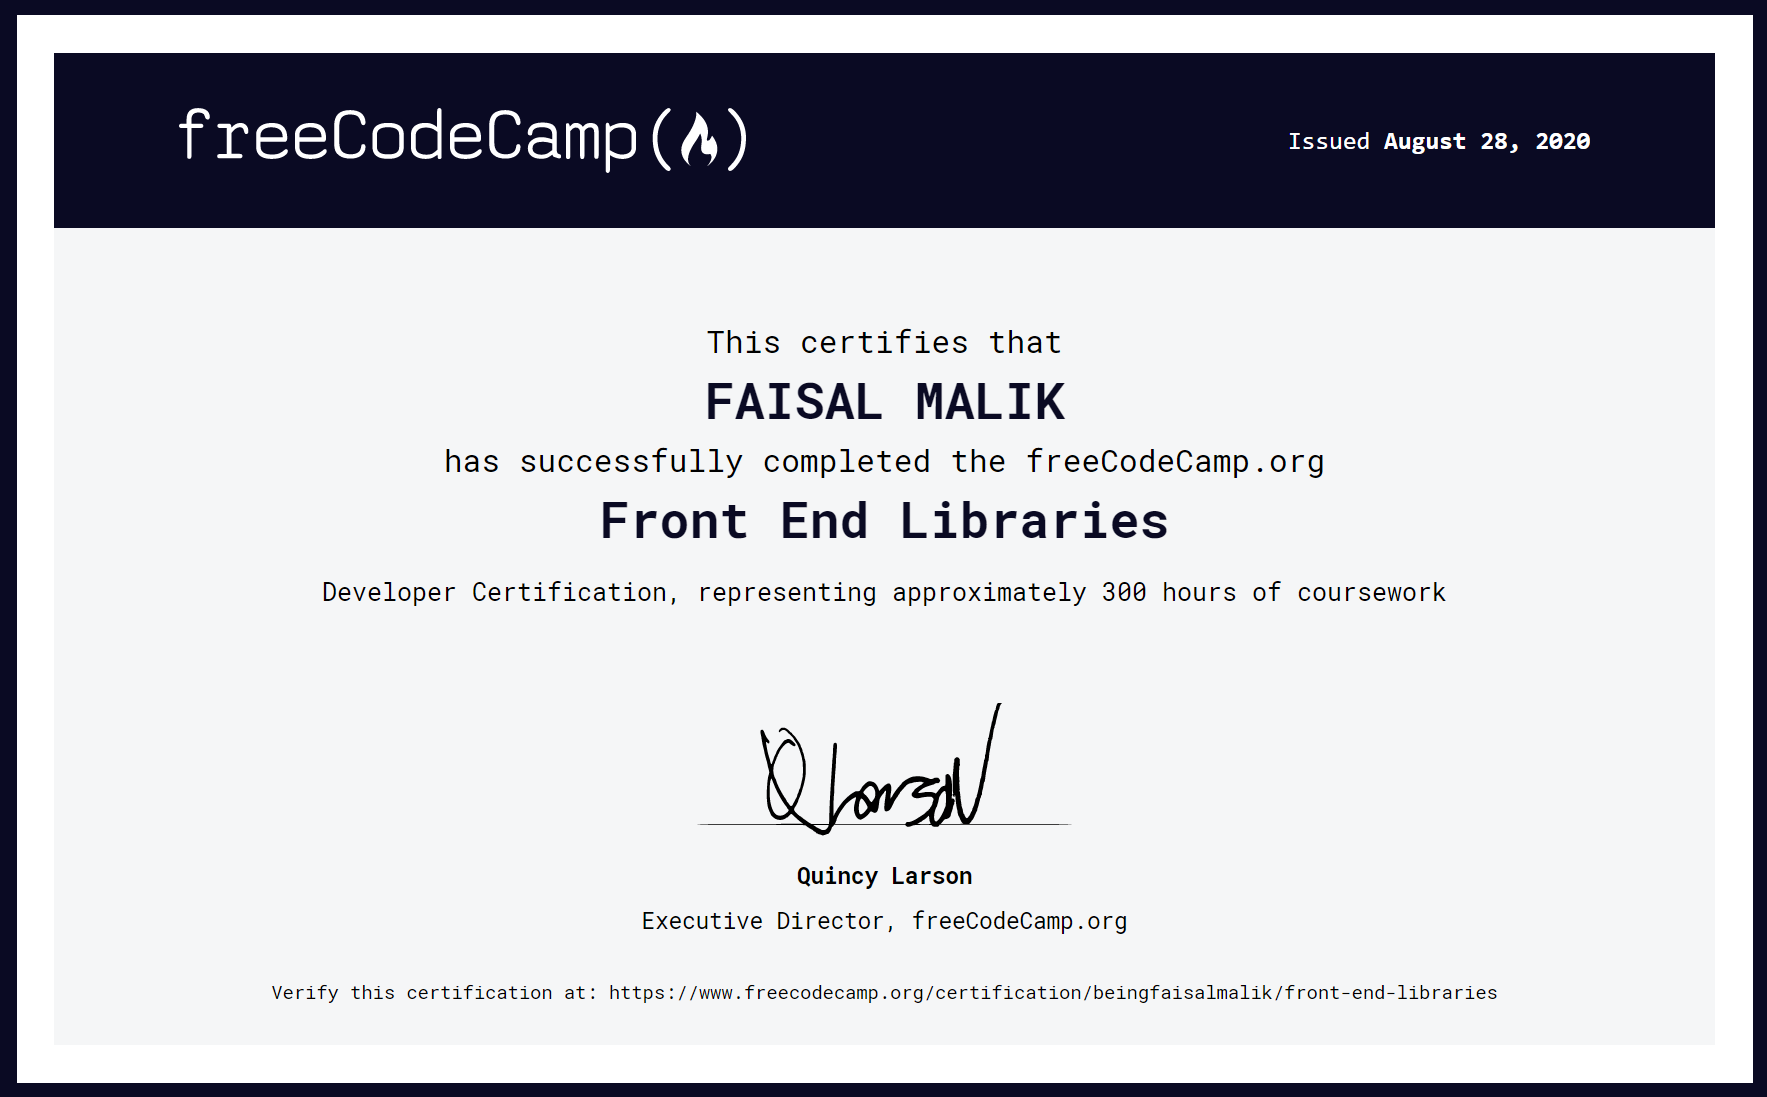 freeCodeCamp(🔥)
Issued August 28, 2020
This certifies that
FAISAL MALIK
has successfully completed the freeCodeCamp.org
Front End Libraries
Developer Certification, representing approximately 300 hours of coursework
Q Larson
Quincy Larson
Executive Director, freeCodeCamp.org
Verify this certification at: https://www.freecodecamp.org/certification/beingfaisalmalik/front-end-libraries